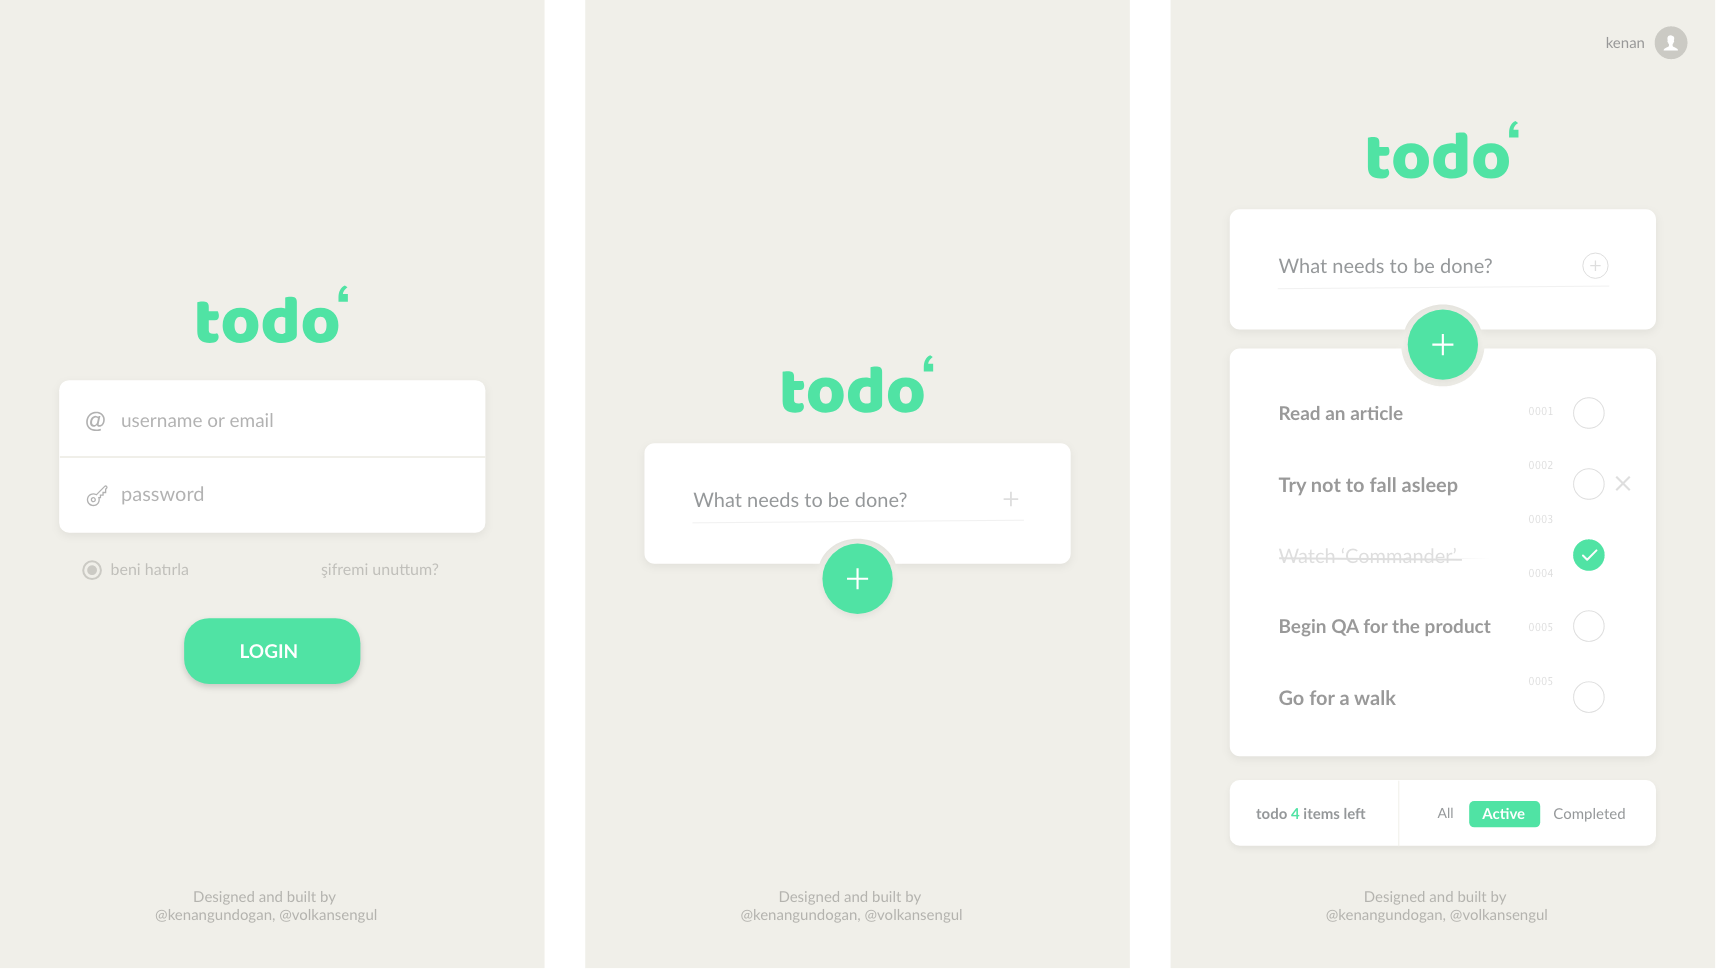 todo‘
@ username or email
password
beni hatırla
şifremi unuttum?
LOGIN
Designed and built by
@kenangundogan, @volkansengul
todo‘
What needs to be done?
Designed and built by
@kenangundogan, @volkansengul
kenan
todo‘
What needs to be done?
Read an article 0001
0002
Try not to fall asleep
0003
Watch ‘Commander’
0004
Begin QA for the product 0005
0005
Go for a walk
todo 4 items left
All Active Completed
Designed and built by
@kenangundogan, @volkansengul